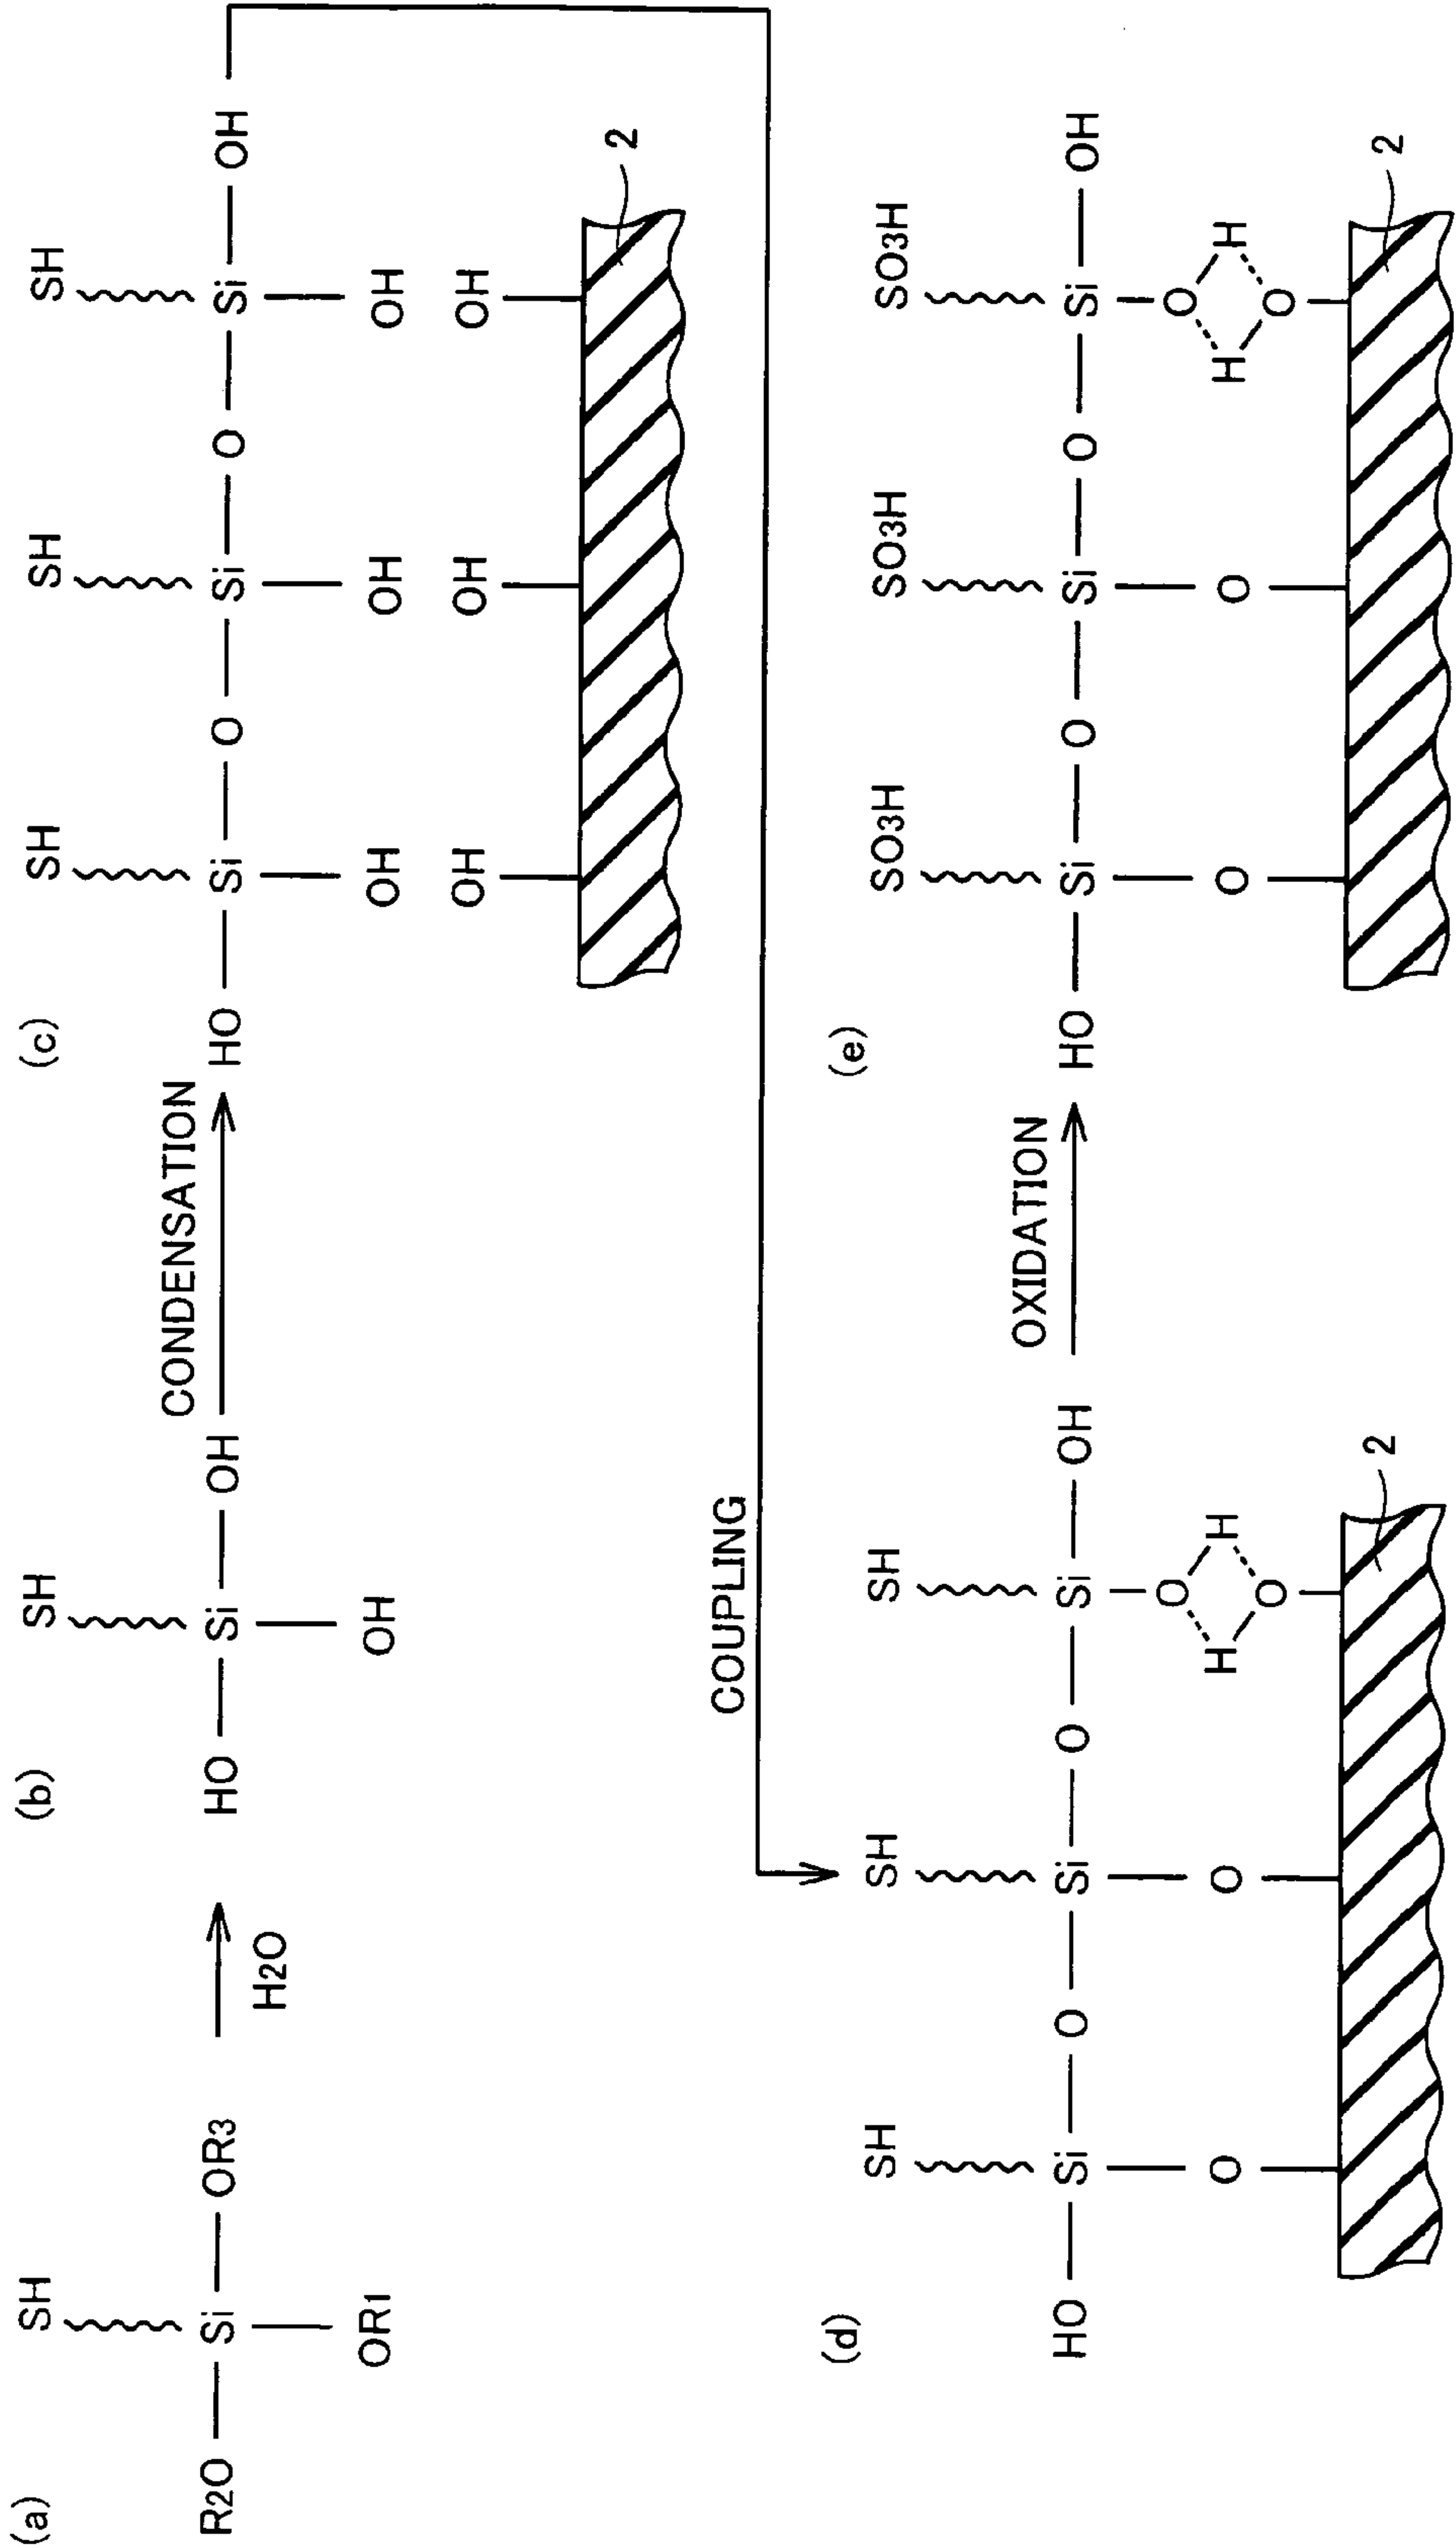 (a)
SH
R2O — Si — OR3
OR1
H2O
(b)
SH
HO — Si — OH
OH
CONDENSATION
(c)
SH SH SH
HO — Si — O — Si — O — Si — OH
OH OH OH
OH OH OH
2
COUPLING
(d)
SH SH SH
HO — Si — O — Si — O — Si — OH
O O O
H H
O
2
OXIDATION
(e)
SO3H SO3H SO3H
HO — Si — O — Si — O — Si — OH
O O O
H H
O
2